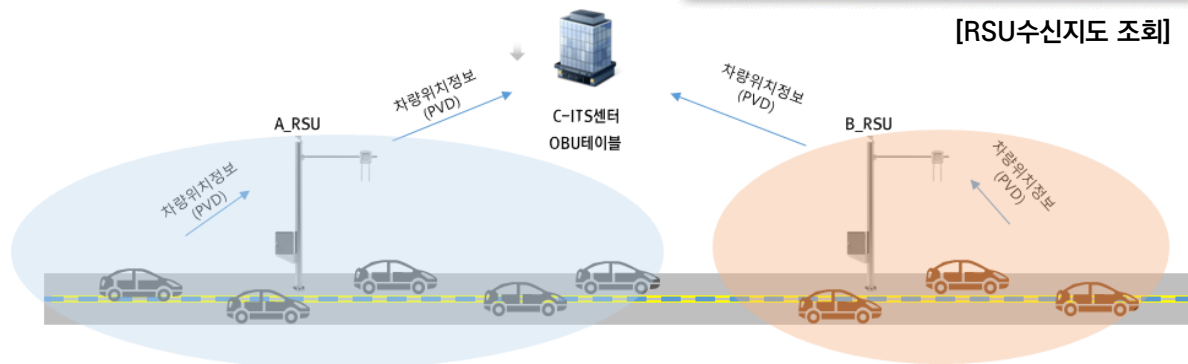 [RSU수신지도 조회]
차량위치정보
(PVD)
차량위치정보
(PVD)
C-ITS센터
OBU테이블
A_RSU
B_RSU
차량위치정보
(PVD)
차량위치정보
(PVD)